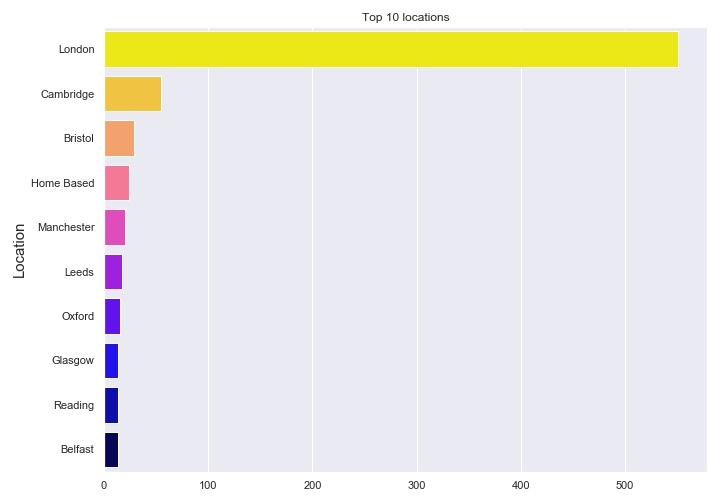 Top 10 locations
London
Cambridge
Bristol
Home Based
Manchester
Leeds
Oxford
Glasgow
Reading
Belfast
Location
0 100 200 300 400 500